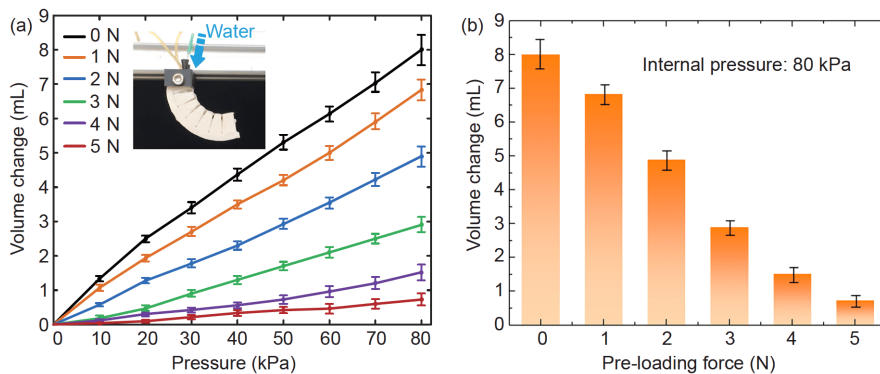 (a)
Volume change (mL)
9
8
7
6
5
4
3
2
1
0
0 N
1 N
2 N
3 N
4 N
5 N
Water
10 20 30 40 50 60 70 80
Pressure (kPa)
(b)
Volume change (mL)
9
8
7
6
5
4
3
2
1
0
Internal pressure: 80 kPa
0 1 2 3 4 5
Pre-loading force (N)